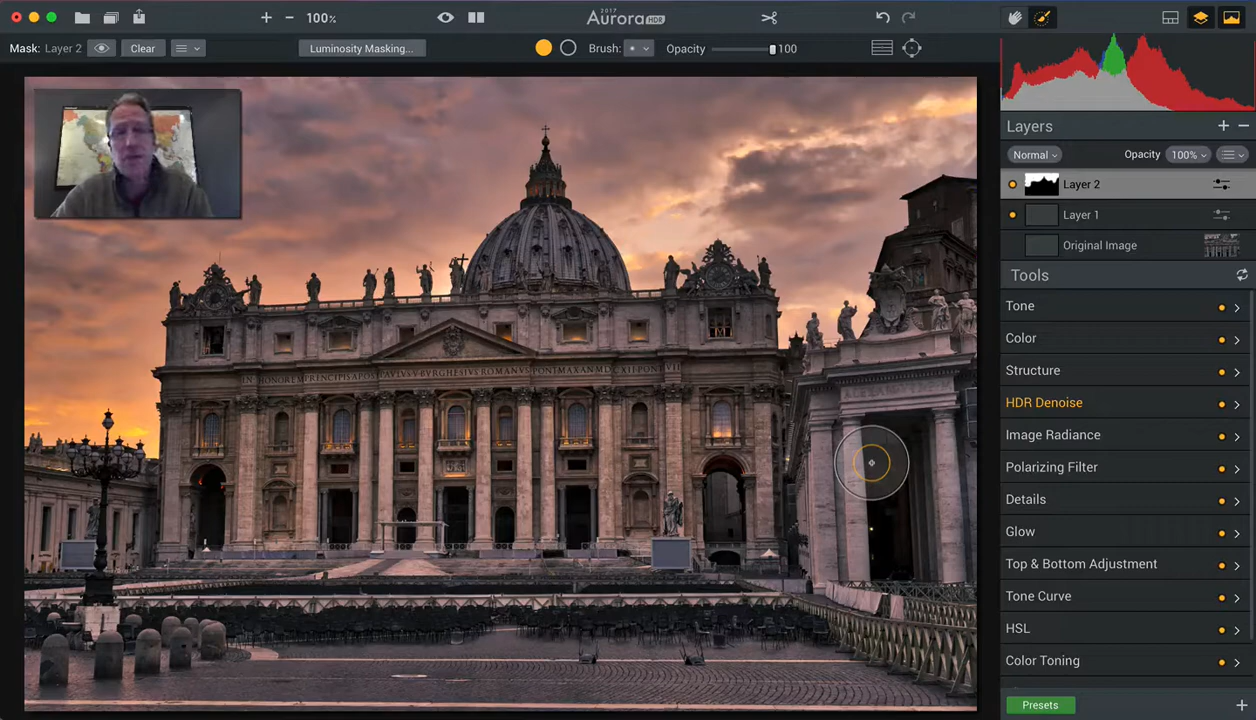 100%
2017
Aurora HDR
Mask: Layer 2
Clear
Luminosity Masking...
Brush:
Opacity
100
Layers
Normal
Opacity
100%
Layer 2
Layer 1
Original Image
Tools
Tone
Color
Structure
HDR Denoise
Image Radiance
Polarizing Filter
Details
Glow
Top & Bottom Adjustment
Tone Curve
HSL
Color Toning
Presets